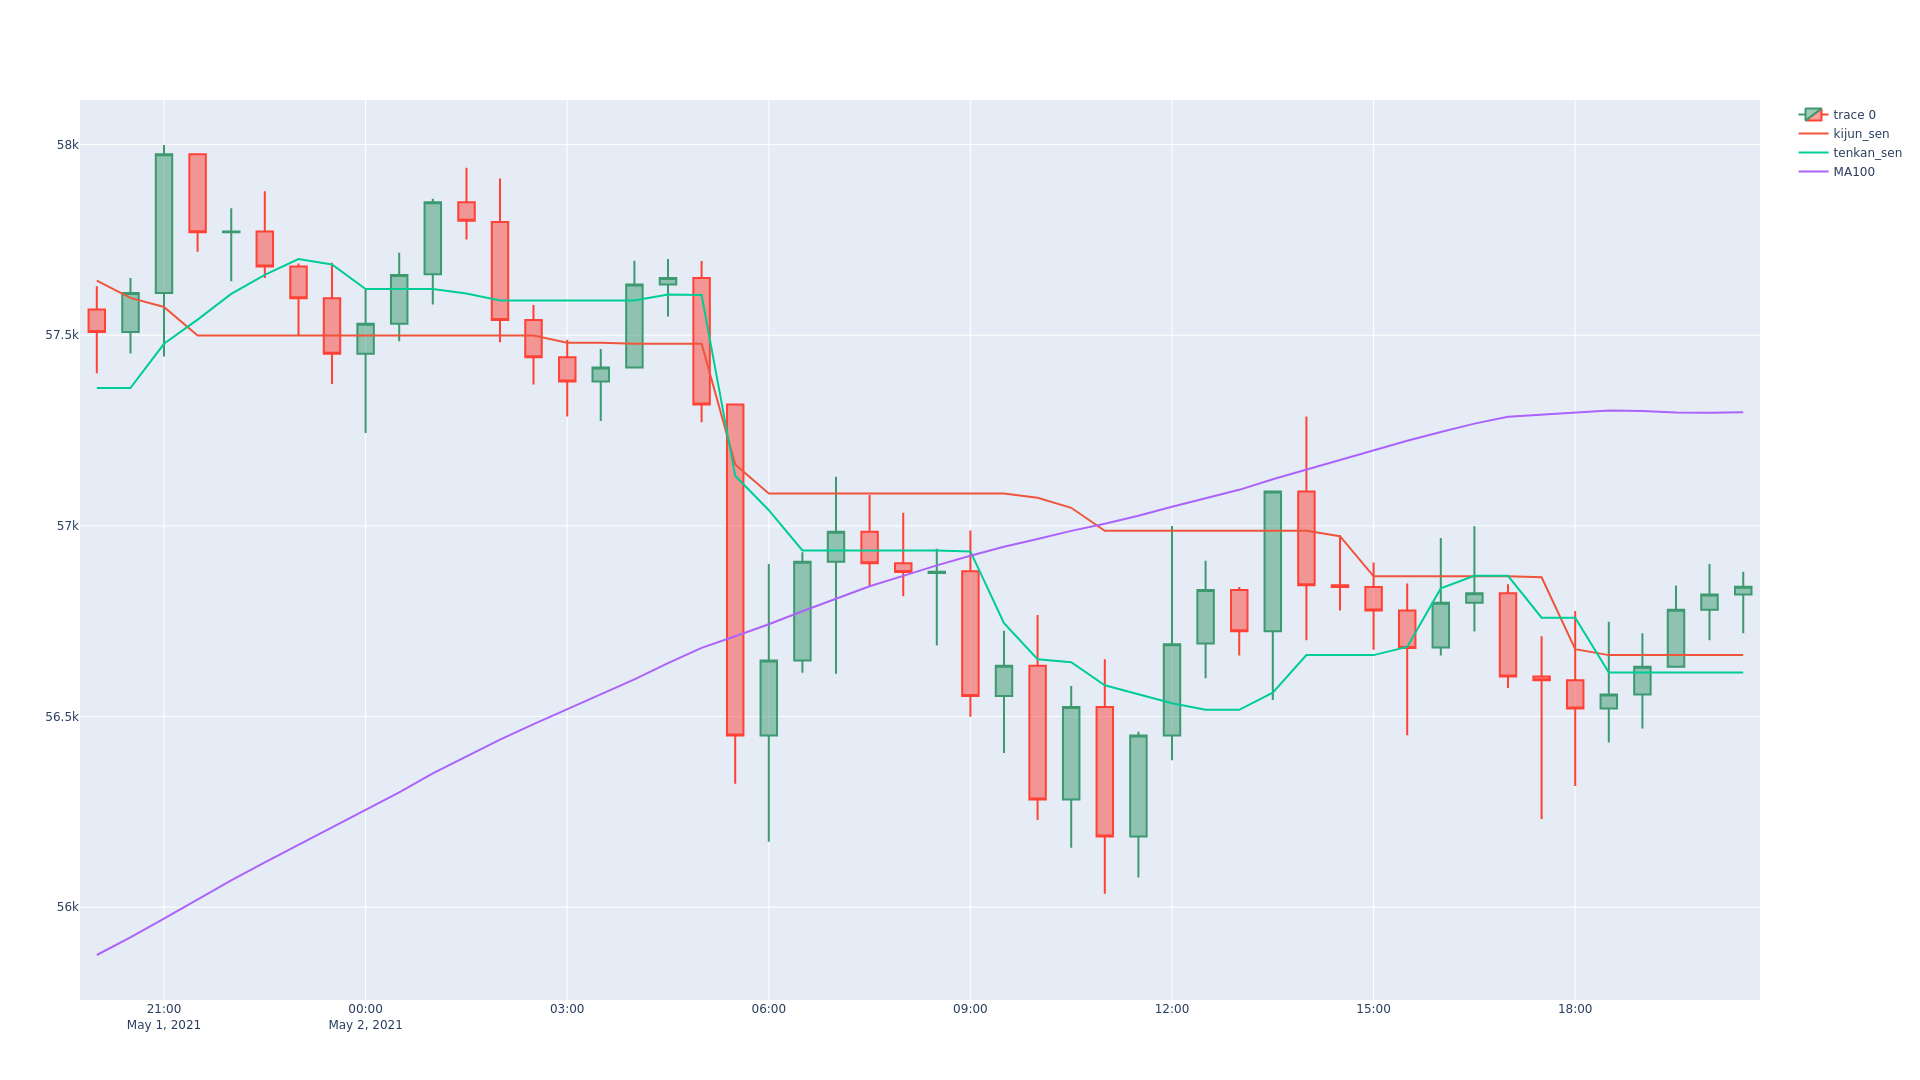 58k
57.5k
57k
56.5k
56k
21:00
May 1, 2021
00:00
May 2, 2021
03:00
06:00
09:00
12:00
15:00
18:00
trace 0
kijun_sen
tenkan_sen
MA100